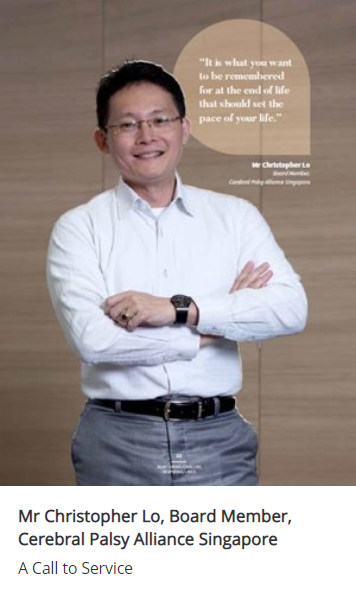 “It is what you want
to be remembered
for at the end of life
that should set the
pace of your life.”
Mr Christopher Lo
Board Member,
Cerebral Palsy Alliance Singapore
33
Mr Christopher Lo, Board Member,
Cerebral Palsy Alliance Singapore
A Call to Service